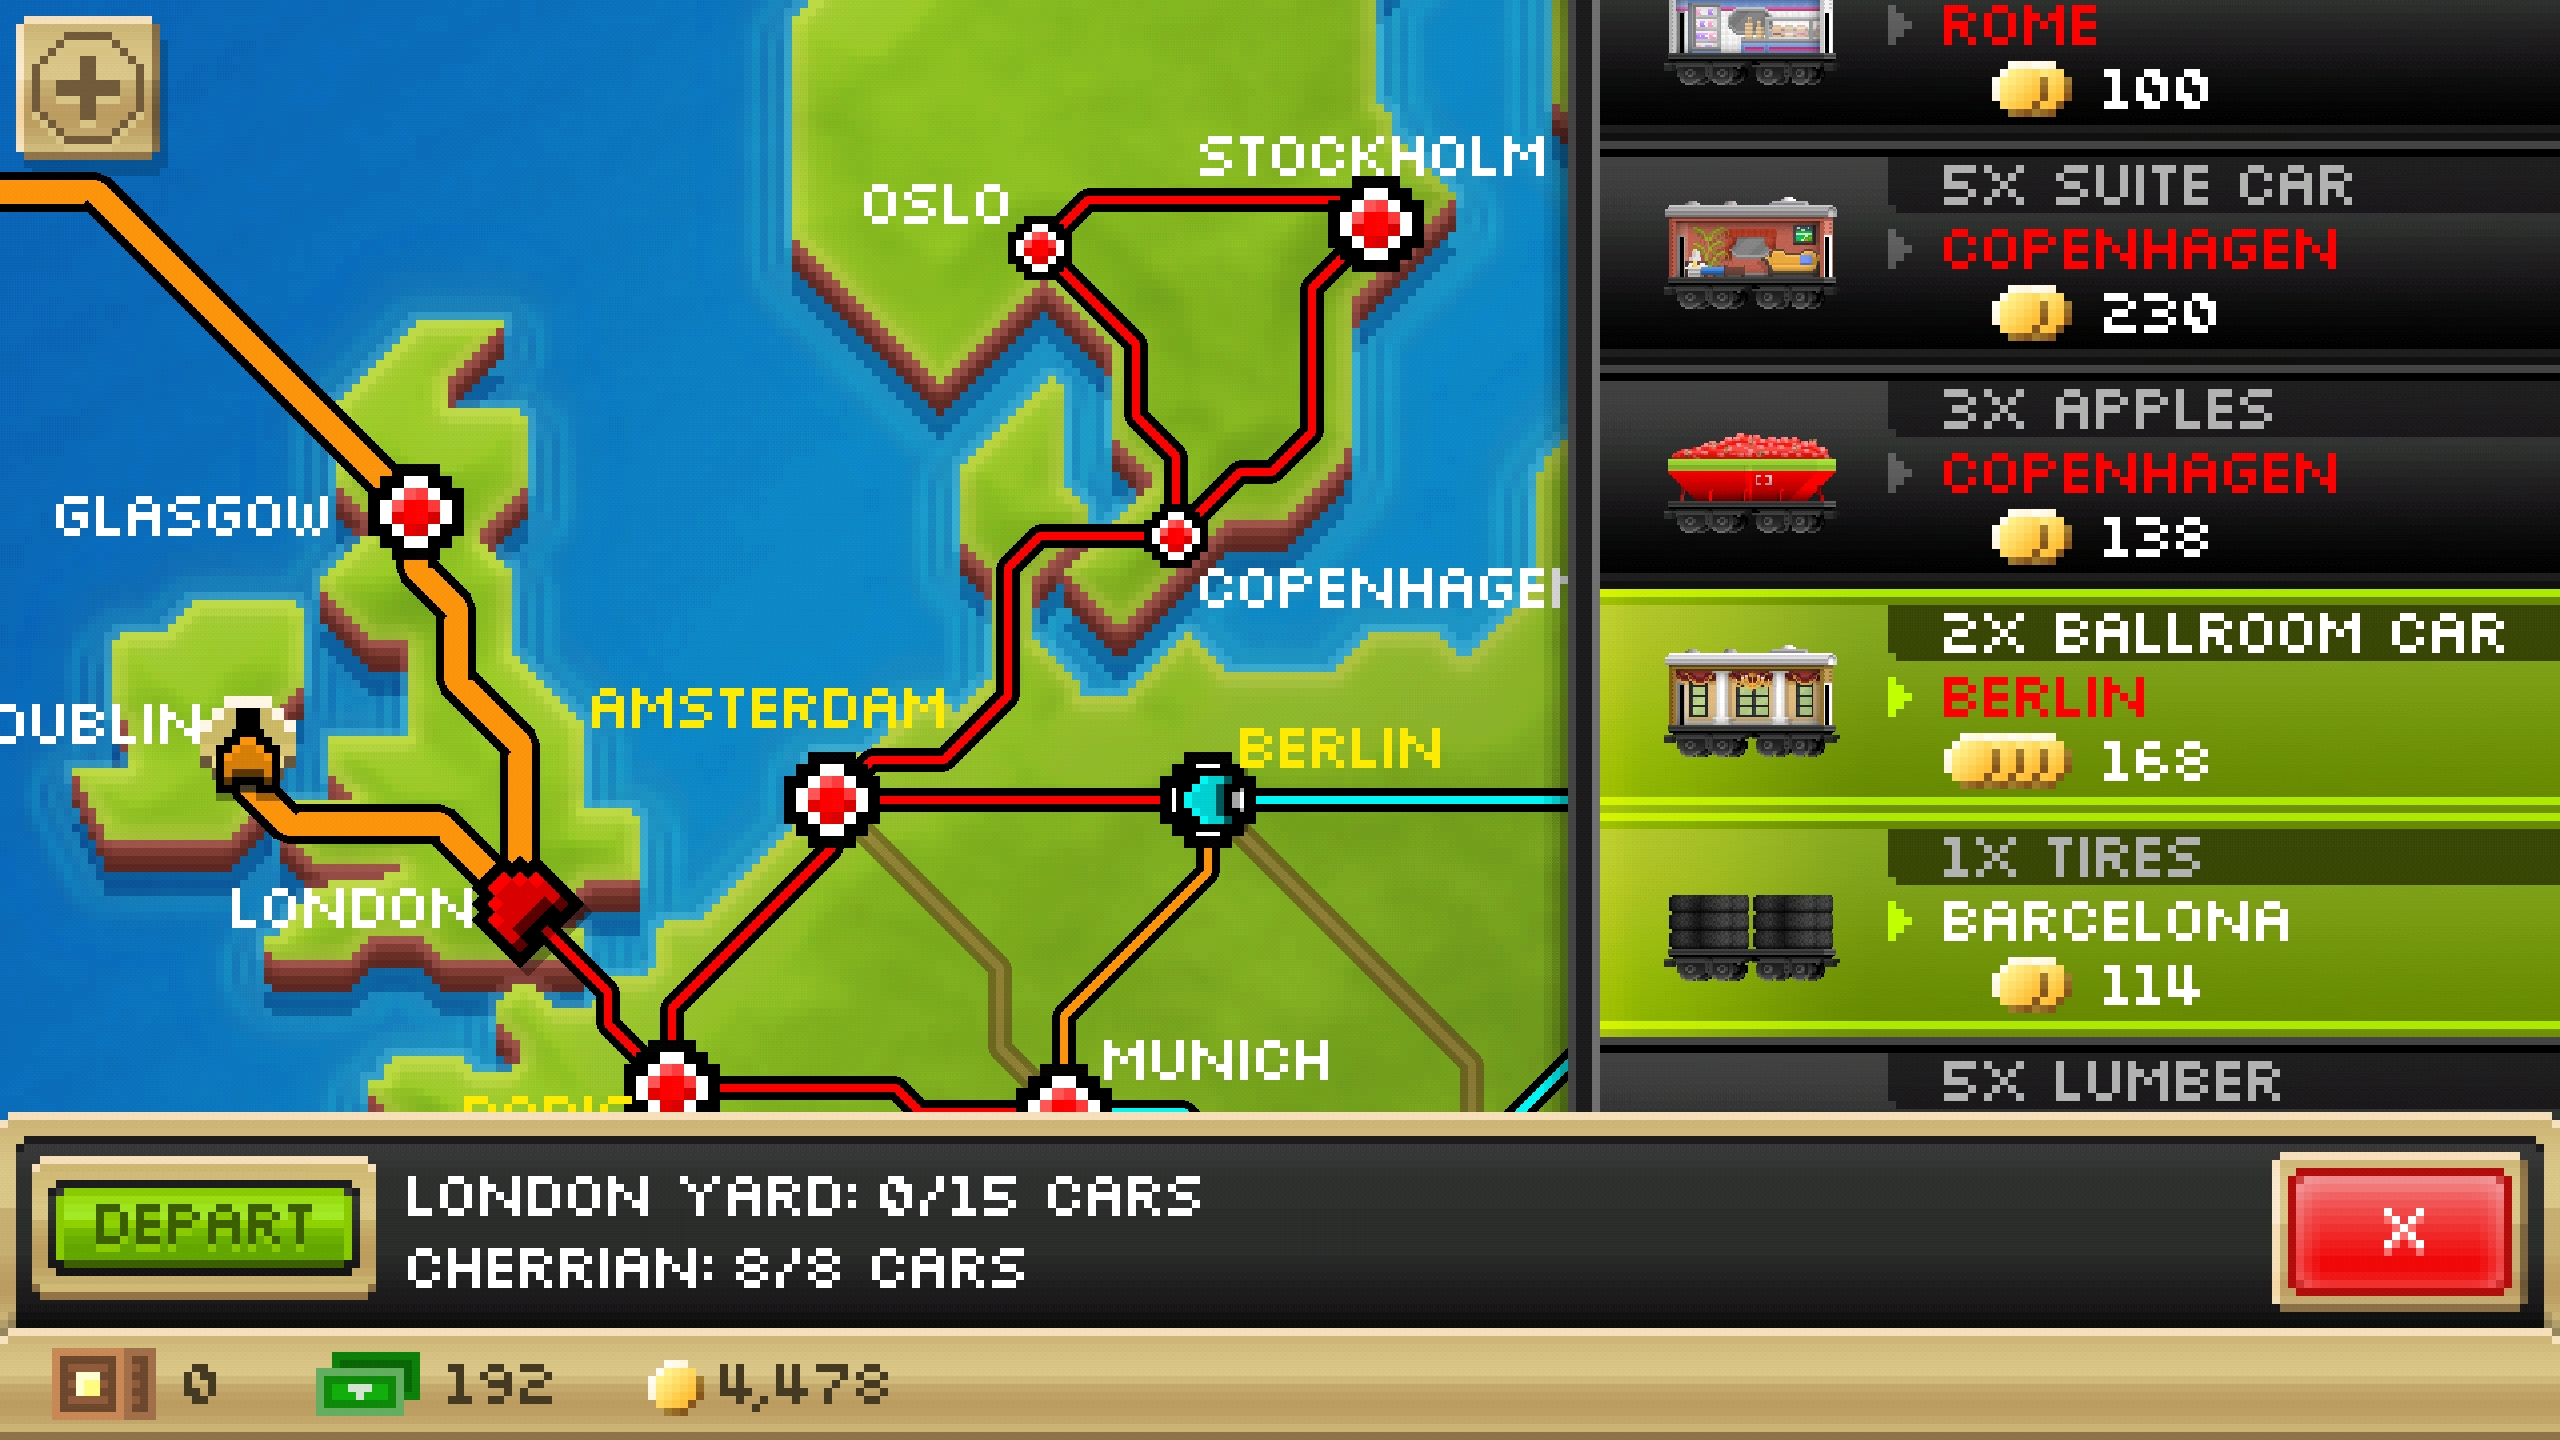 ROME
100
STOCKHOLM
OSLO
5X SUITE CAR
COPENHAGEN
230
3X APPLES
COPENHAGEN
138
GLASGOW
COPENHAGEN
2X BALLROOM CAR
BERLIN
168
AMSTERDAM
DUBLIN
BERLIN
1X TIRES
BARCELONA
114
LONDON
MUNICH
5X LUMBER
PARIS
DEPART
LONDON YARD: 0/15 CARS
CHERRIAN: 8/8 CARS
X
0
192
4,478